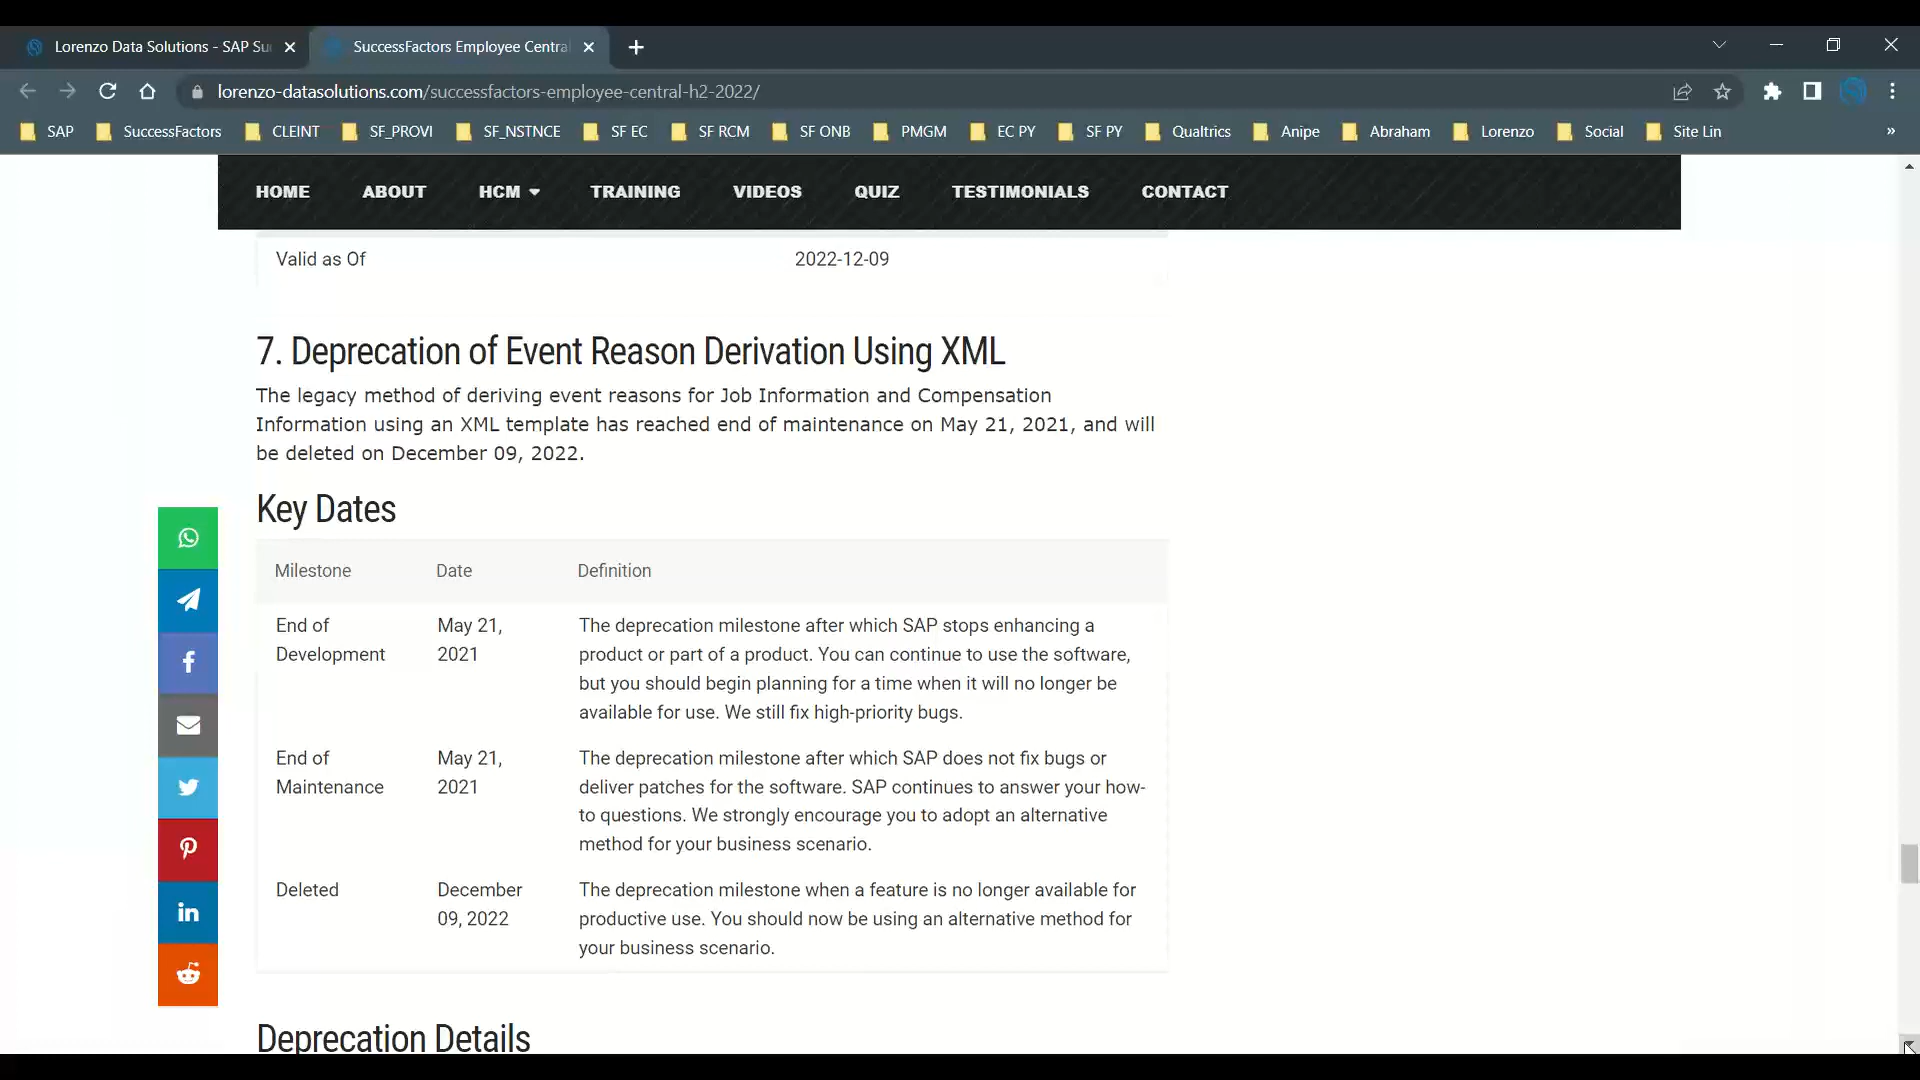 Lorenzo Data Solutions - SAP Su
SuccessFactors Employee Centra
lorenzo-datasolutions.com/successfactors-employee-central-h2-2022/
SAP SuccessFactors CLEINT SF_PROVI SF_NSTNCE SF EC SF RCM SF ONB PMGM EC PY SF PY Qualtrics Anipe Abraham Lorenzo Social Site Lin »
HOME ABOUT HCM TRAINING VIDEOS QUIZ TESTIMONIALS CONTACT
Valid as Of 2022-12-09
7. Deprecation of Event Reason Derivation Using XML
The legacy method of deriving event reasons for Job Information and Compensation
Information using an XML template has reached end of maintenance on May 21, 2021, and will
be deleted on December 09, 2022.
Key Dates
Milestone Date Definition
End of May 21, The deprecation milestone after which SAP stops enhancing a
Development 2021 product or part of a product. You can continue to use the software,
but you should begin planning for a time when it will no longer be
available for use. We still fix high-priority bugs.
End of May 21, The deprecation milestone after which SAP does not fix bugs or
Maintenance 2021 deliver patches for the software. SAP continues to answer your how-
to questions. We strongly encourage you to adopt an alternative
method for your business scenario.
Deleted December The deprecation milestone when a feature is no longer available for
09, 2022 productive use. You should now be using an alternative method for
your business scenario.
Deprecation Details